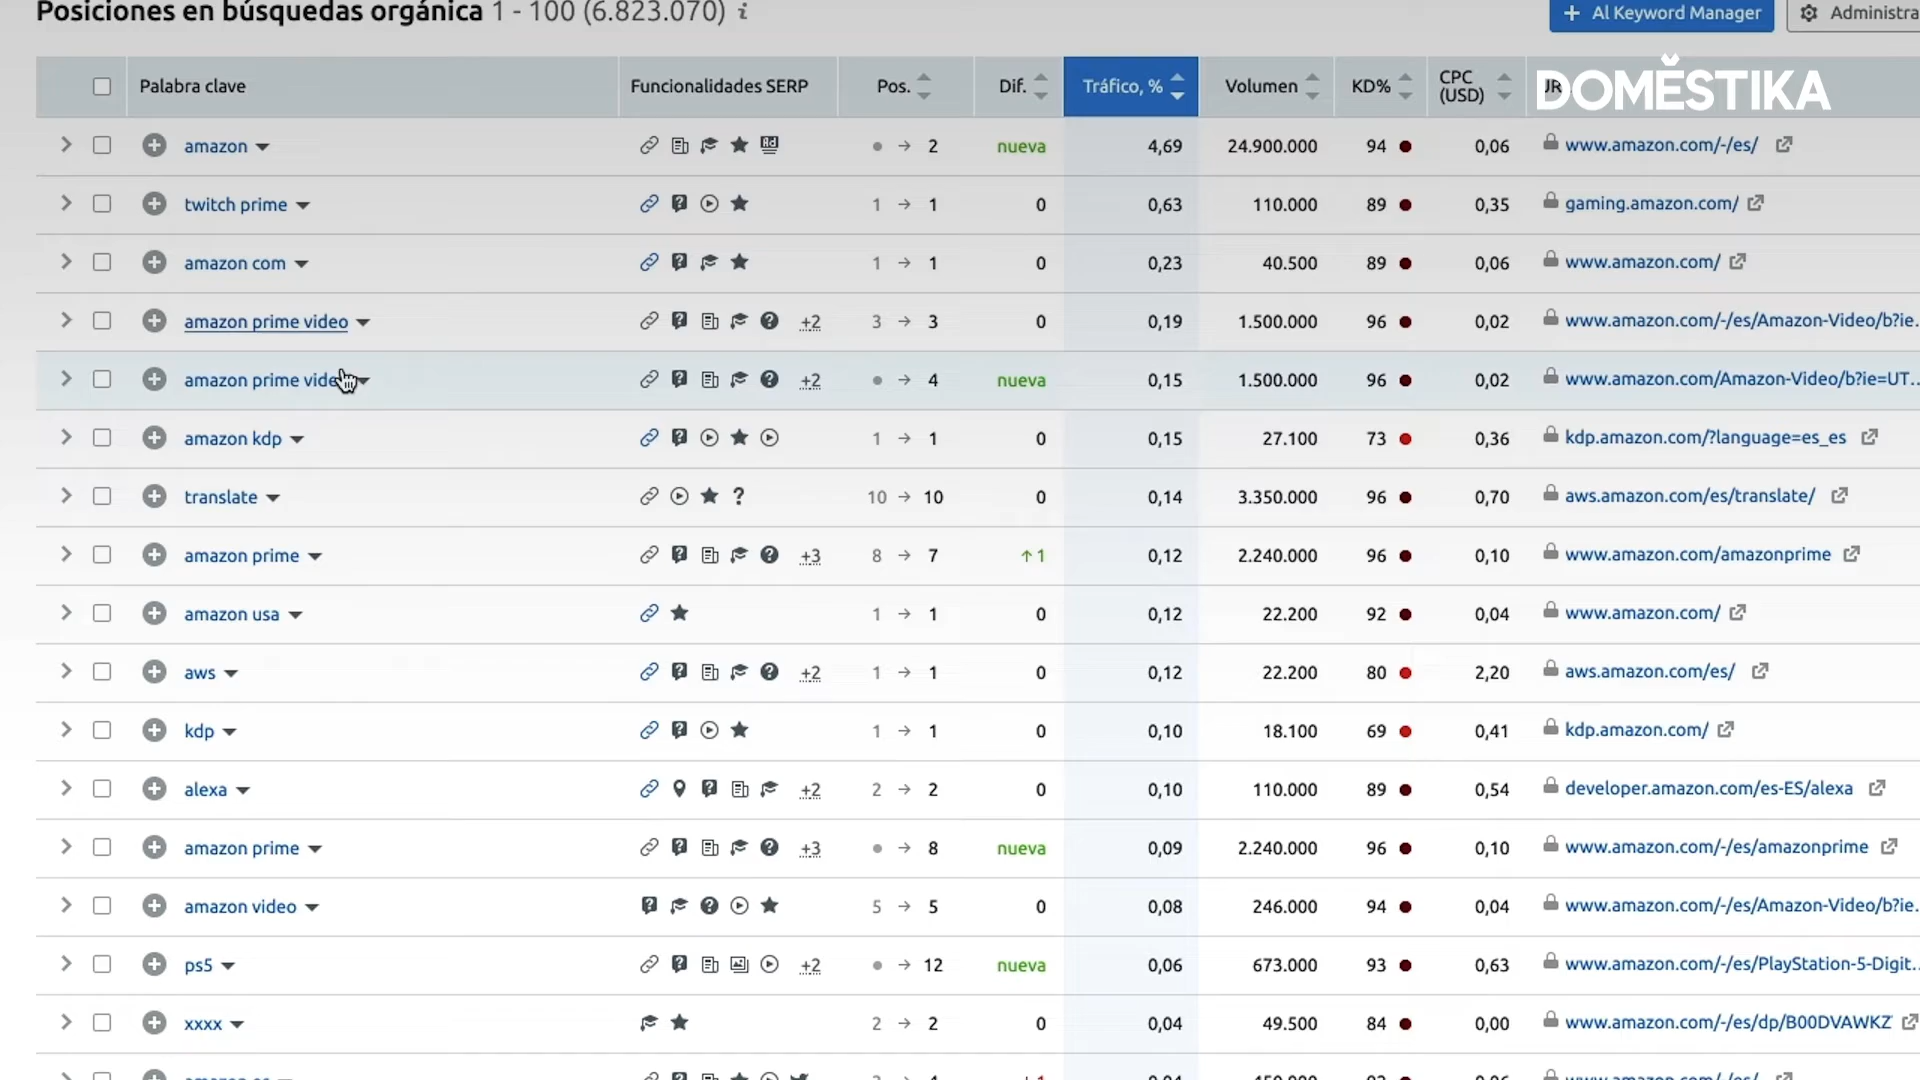 Posiciones en búsquedas orgánica 1 - 100 (6.823.070) i
+ Al Keyword Manager
Administra
DOMESTIKA
Palabra clave Funcionalidades SERP Pos. Dif. Tráfico, % Volumen KD% CPC (USD) UR
amazon 2 nueva 4,69 24.900.000 94 0,06 www.amazon.com/-/es/
twitch prime 1 → 1 0 0,63 110.000 89 0,35 gaming.amazon.com/
amazon com 1 → 1 0 0,23 40.500 89 0,06 www.amazon.com/
amazon prime video +2 3 → 3 0 0,19 1.500.000 96 0,02 www.amazon.com/-/es/Amazon-Video/b?ie.
amazon prime vide +2 → 4 nueva 0,15 1.500.000 96 0,02 www.amazon.com/Amazon-Video/b?ie=UT...
amazon kdp 1 → 1 0 0,15 27.100 73 0,36 kdp.amazon.com/?language=es_es
translate 10 → 10 0 0,14 3.350.000 96 0,70 aws.amazon.com/es/translate/
amazon prime +3 8 → 7 ↑ 1 0,12 2.240.000 96 0,10 www.amazon.com/amazonprime
amazon usa 1 → 1 0 0,12 22.200 92 0,04 www.amazon.com/
aws +2 1 → 1 0 0,12 22.200 80 2,20 aws.amazon.com/es/
kdp 1 → 1 0 0,10 18.100 69 0,41 kdp.amazon.com/
alexa +2 2 → 2 0 0,10 110.000 89 0,54 developer.amazon.com/es-ES/alexa
amazon prime +3 → 8 nueva 0,09 2.240.000 96 0,10 www.amazon.com/-/es/amazonprime
amazon video 5 → 5 0 0,08 246.000 94 0,04 www.amazon.com/-/es/Amazon-Video/b?ie.
ps5 +2 → 12 nueva 0,06 673.000 93 0,63 www.amazon.com/-/es/PlayStation-5-Digit...
xxxx 2 → 2 0 0,04 49.500 84 0,00 www.amazon.com/-/es/dp/B00DVAWKZ